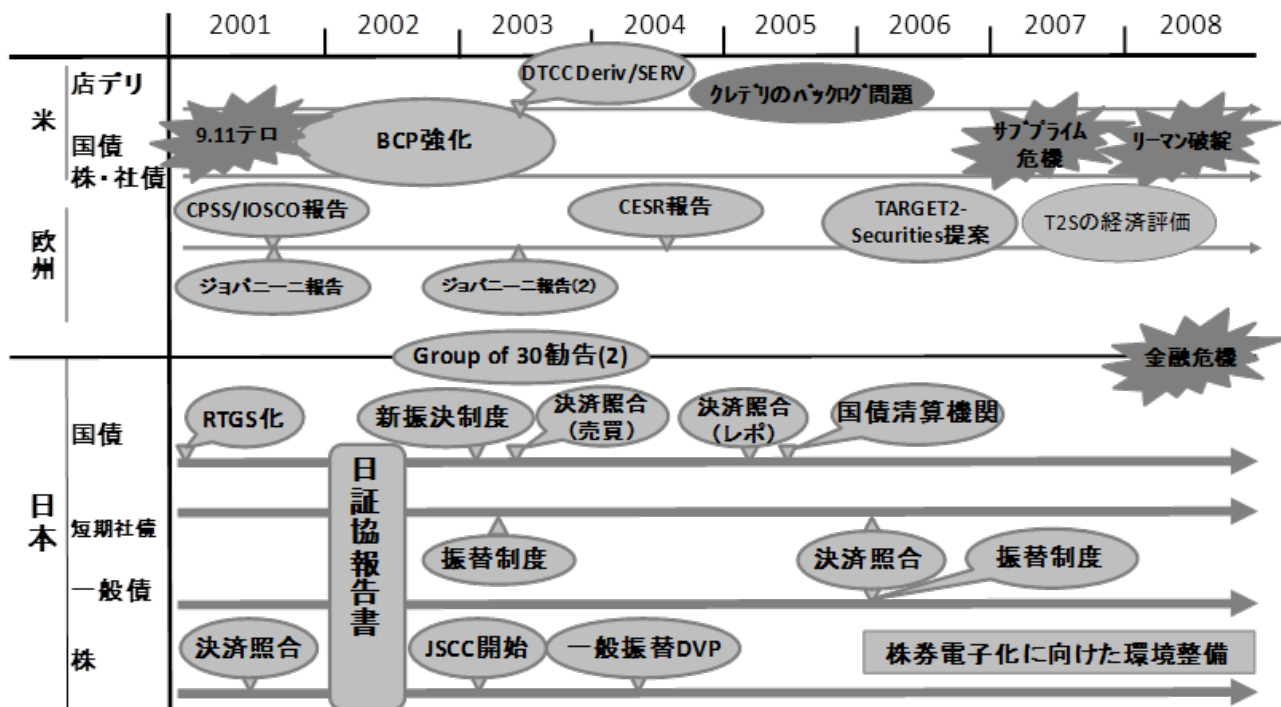 2001 2002 2003 2004 2005 2006 2007 2008
米
店デリ
国債
株・社債
DTCC Deriv/SERV
クレデリのバックログ問題
9.11テロ
BCP強化
サブプライム
危機
リーマン破綻
欧州
CPSS/IOSCO報告
CESR報告
TARGET2-
Securities提案
T2Sの経済評価
ジョバニーニ報告
ジョバニーニ報告(2)
Group of 30勧告(2)
金融危機
日本
国債
RTGS化
新振決制度
決済照合
(売買)
決済照合
(レポ)
国債清算機関
日証協報告書
短期社債
振替制度
決済照合
振替制度
一般債
株
決済照合
JSCC開始
一般振替DVP
株券電子化に向けた環境整備